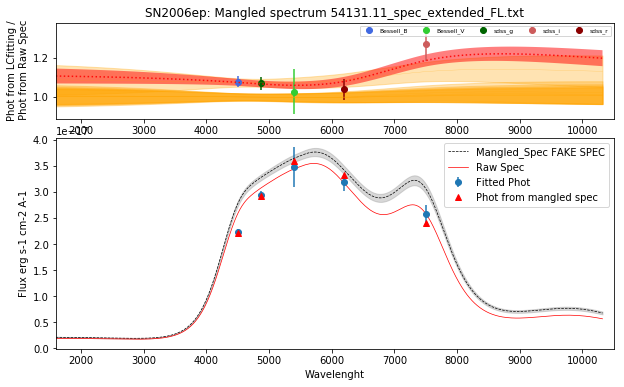 SN2006ep: Mangled spectrum 54131.11_spec_extended_FL.txt
Phot from LCfitting /
Phot from Raw Spec
Bessell_B
Bessell_V
sdss_g
sdss_i
sdss_r
1.2
1.0
2000 3000 4000 5000 6000 7000 8000 9000 10000
Flux erg s-1 cm-2 A-1
4.0
3.5
3.0
2.5
2.0
1.5
1.0
0.5
0.0
Mangled_Spec FAKE SPEC
Raw Spec
Fitted Phot
Phot from mangled spec
2000 3000 4000 5000 6000 7000 8000 9000 10000
Wavelenght